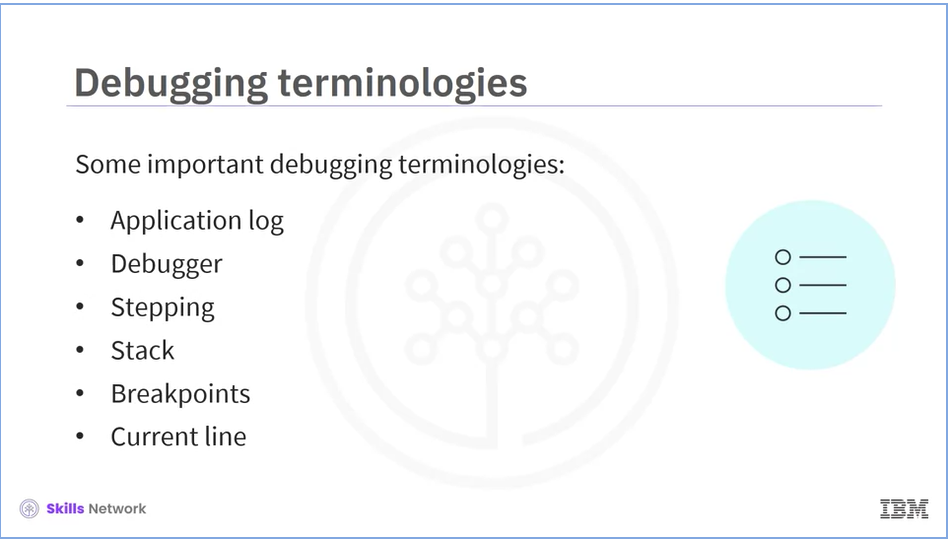 Debugging terminologies
Some important debugging terminologies:
• Application log
• Debugger
• Stepping
• Stack
• Breakpoints
• Current line
Skills Network
IBM